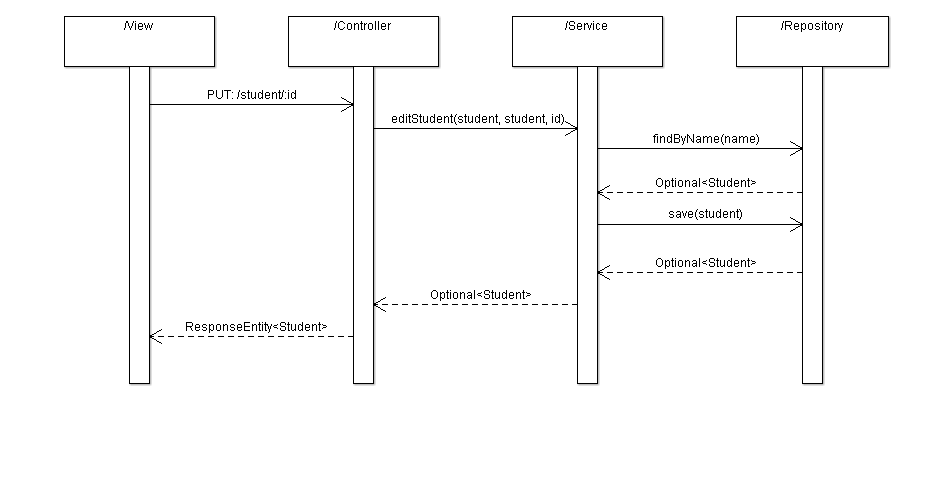 /View
/Controller
/Service
/Repository
PUT: /student/:id
editStudent(student, student, id)
findByName(name)
Optional<Student>
save(student)
Optional<Student>
Optional<Student>
ResponseEntity<Student>